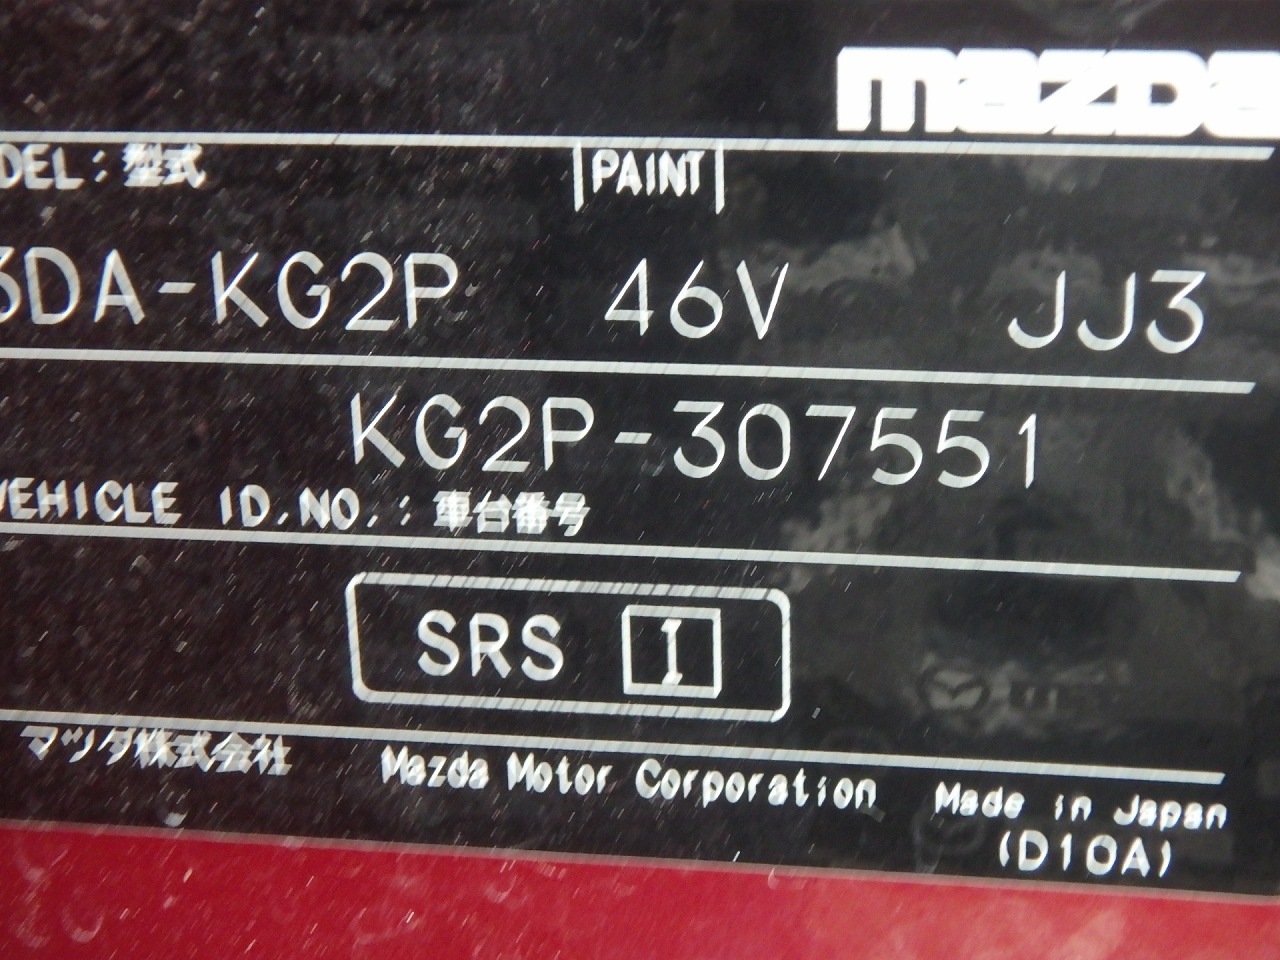 mazda
DEL : 型式 PAINT
3DA-KG2P 46V JJ3
KG2P-307551
VEHICLE ID.NO. : 車台番号
SRS I
マツダ株式会社 Mazda Motor Corporation Made in Japan
(D10A)